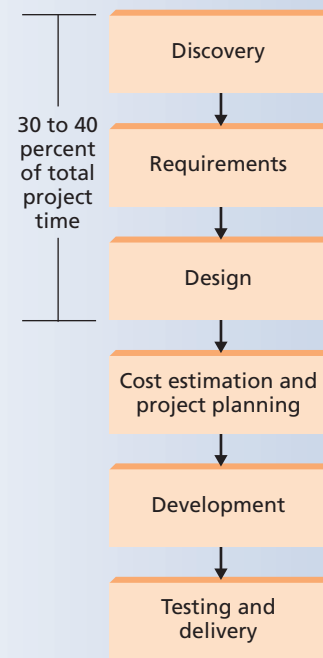 Discovery
30 to 40
percent
of total
project
time
Requirements
Design
Cost estimation and
project planning
Development
Testing and
delivery